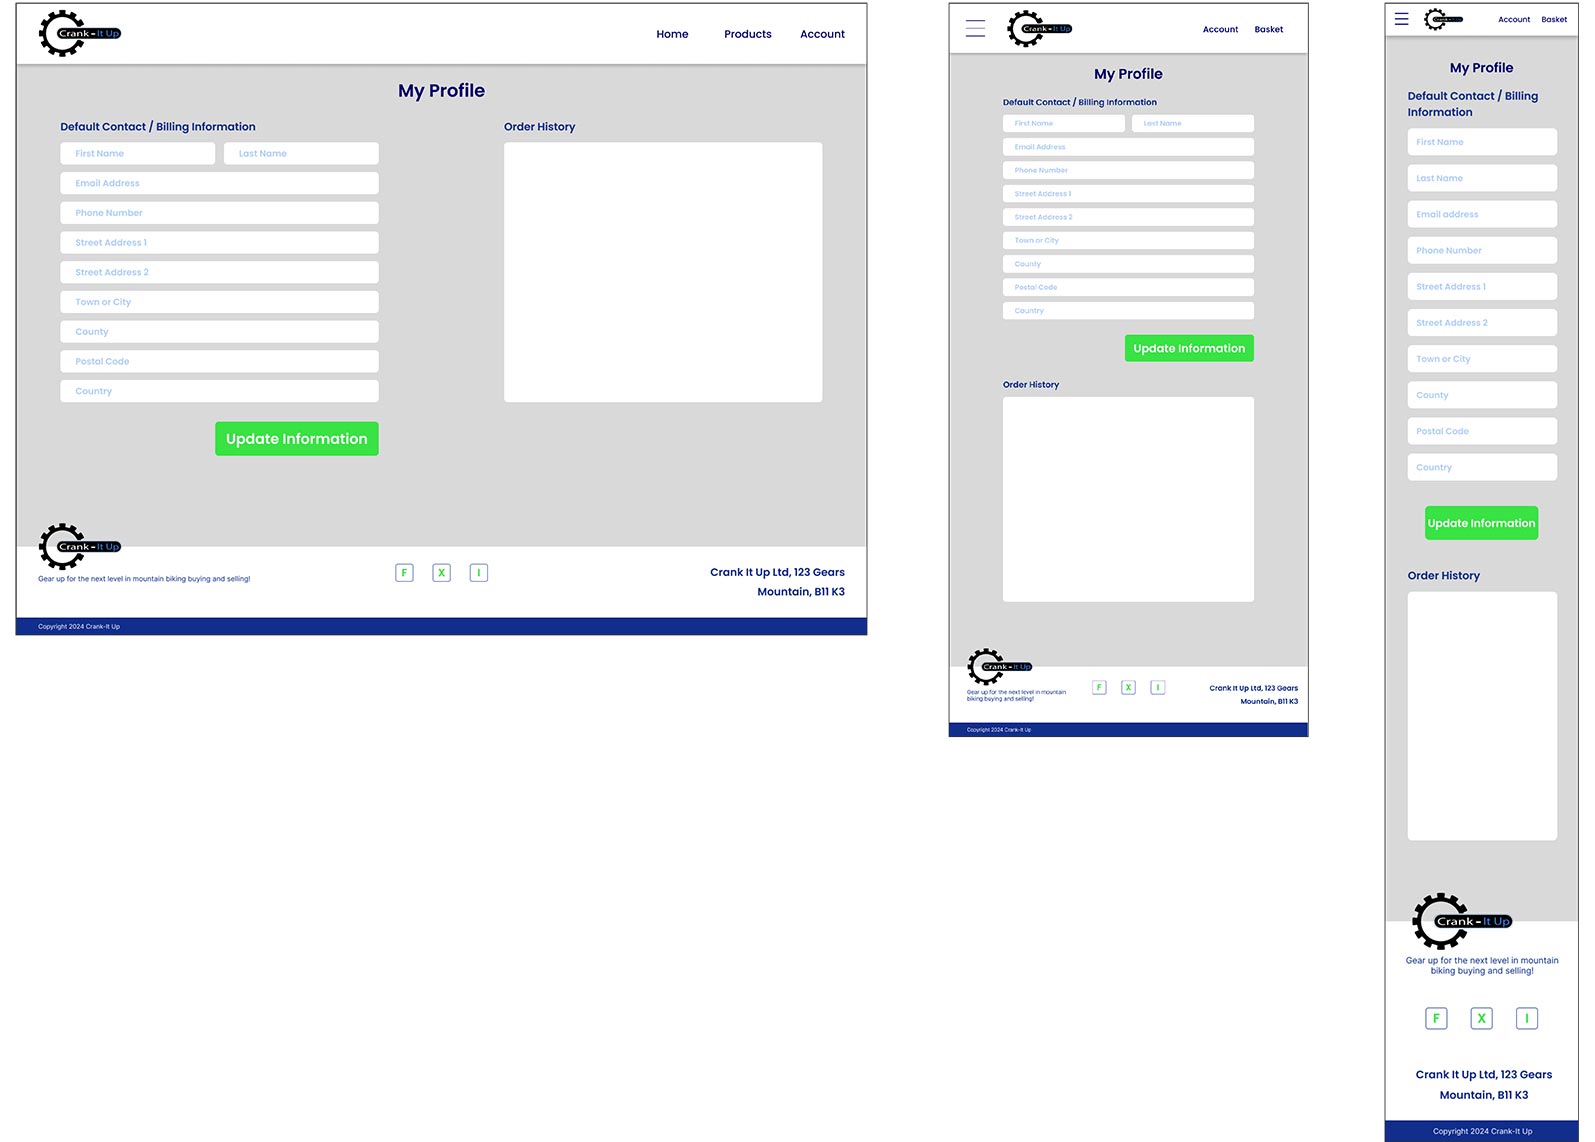 Crank-It Up
Home
Products
Account
My Profile
Default Contact / Billing Information
First Name
Last Name
Email Address
Phone Number
Street Address 1
Street Address 2
Town or City
County
Postal Code
Country
Update Information
Order History
Crank-It Up
Gear up for the next level in mountain biking buying and selling!
F
X
I
Crank It Up Ltd, 123 Gears
Mountain, B11 K3
Copyright 2024 Crank-It Up
Crank-It Up
Account
Basket
My Profile
Default Contact / Billing Information
First Name
Last Name
Email Address
Phone Number
Street Address 1
Street Address 2
Town or City
County
Postal Code
Country
Update Information
Order History
Crank-It Up
Gear up for the next level in mountain
biking buying and selling!
F
X
I
Crank It Up Ltd, 123 Gears
Mountain, B11 K3
Copyright 2024 Crank-It Up
Crank-It Up
Account
Basket
My Profile
Default Contact / Billing
Information
First Name
Last Name
Email address
Phone Number
Street Address 1
Street Address 2
Town or City
County
Postal Code
Country
Update Information
Order History
Crank-It Up
Gear up for the next level in mountain
biking buying and selling!
F
X
I
Crank It Up Ltd, 123 Gears
Mountain, B11 K3
Copyright 2024 Crank-It Up